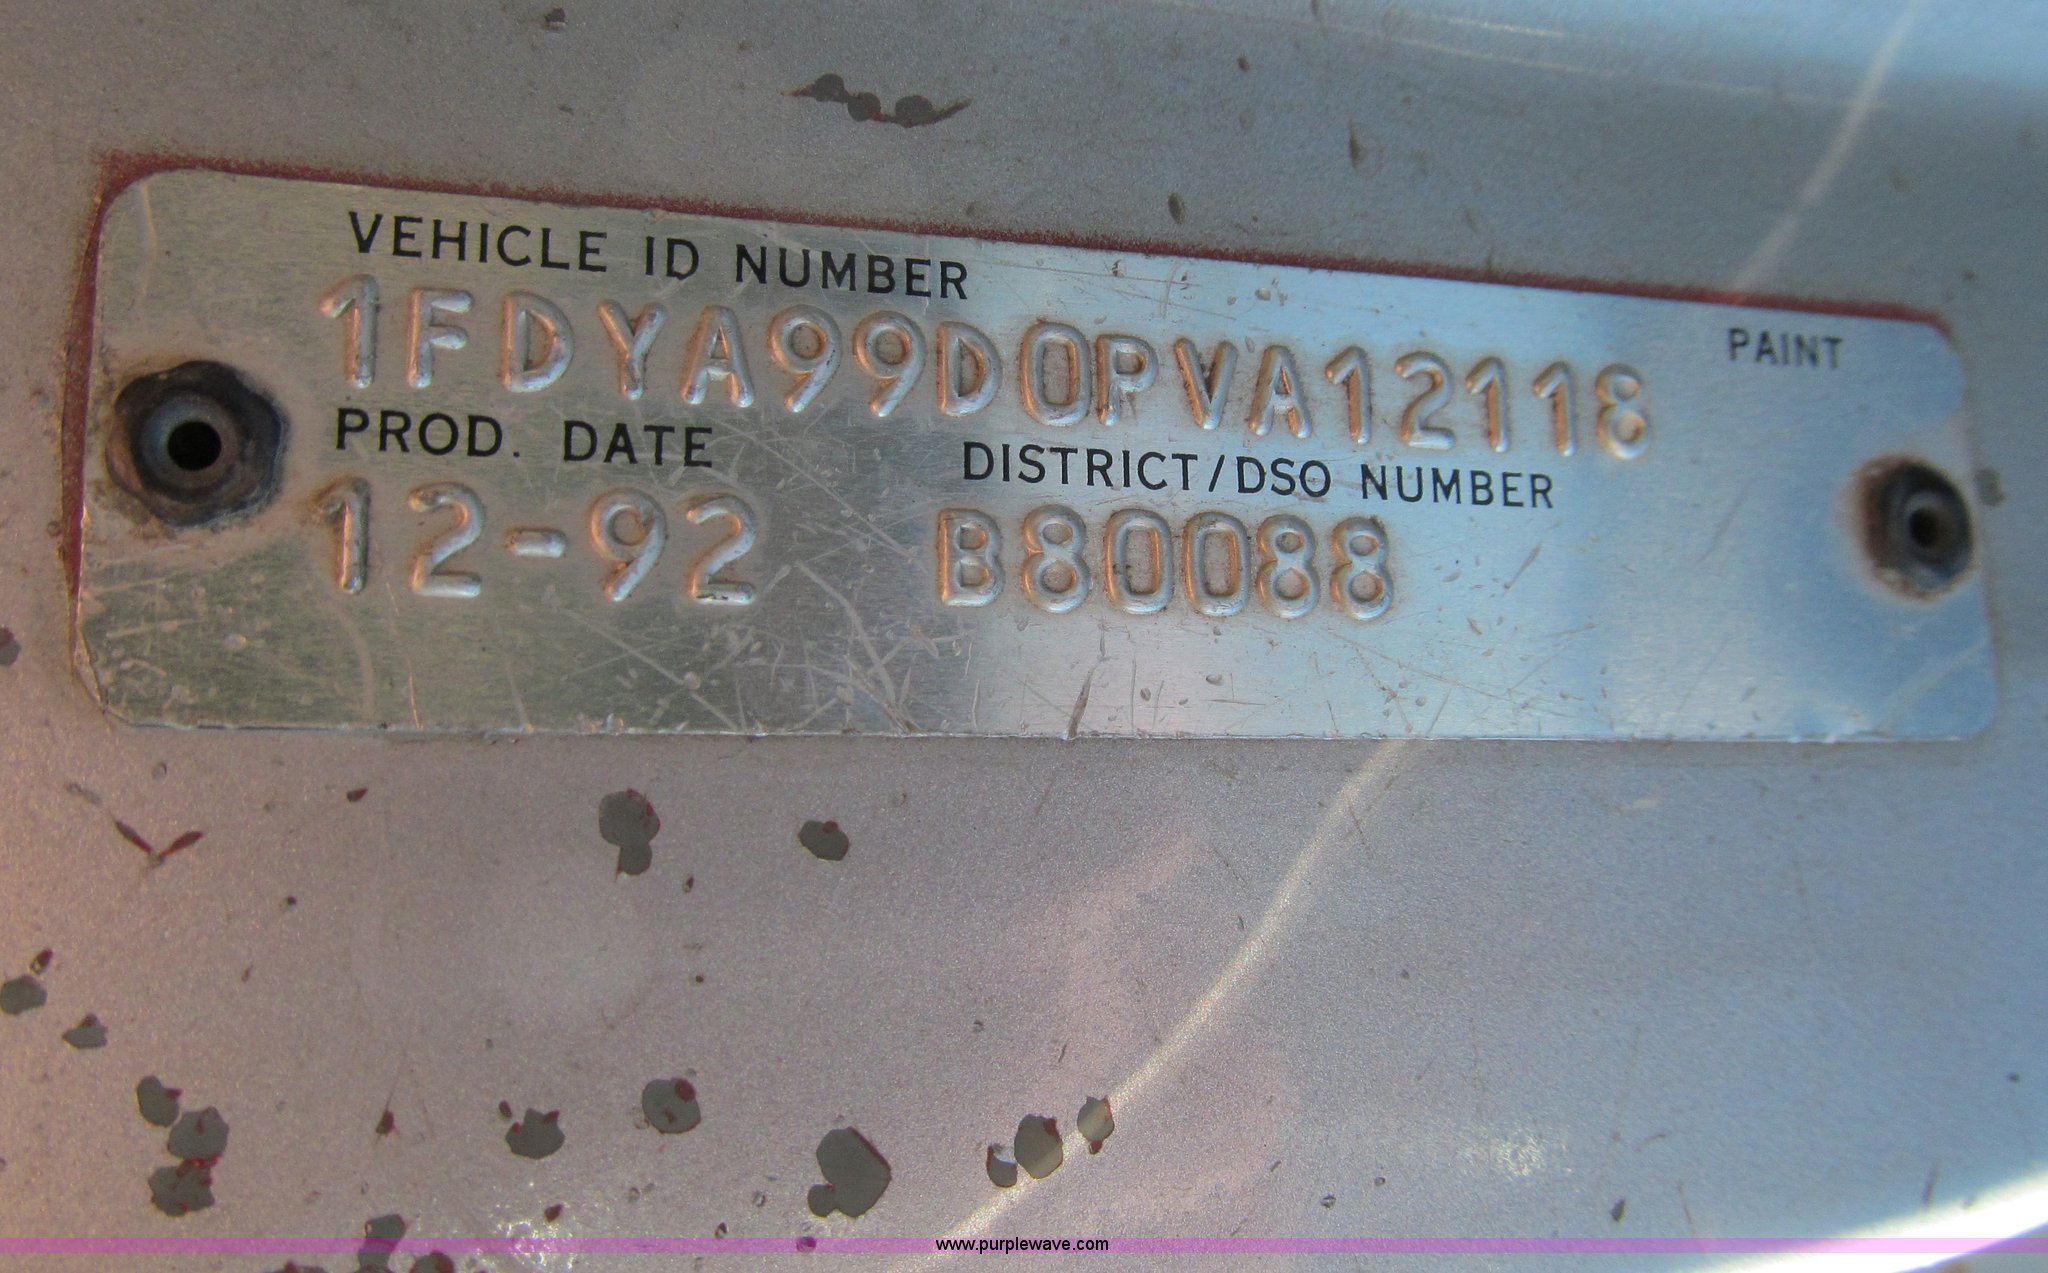 VEHICLE ID NUMBER
1FDYA99D0PVA12118
PAINT
PROD. DATE
DISTRICT/DSO NUMBER
12-92
B80088
www.purplewave.com